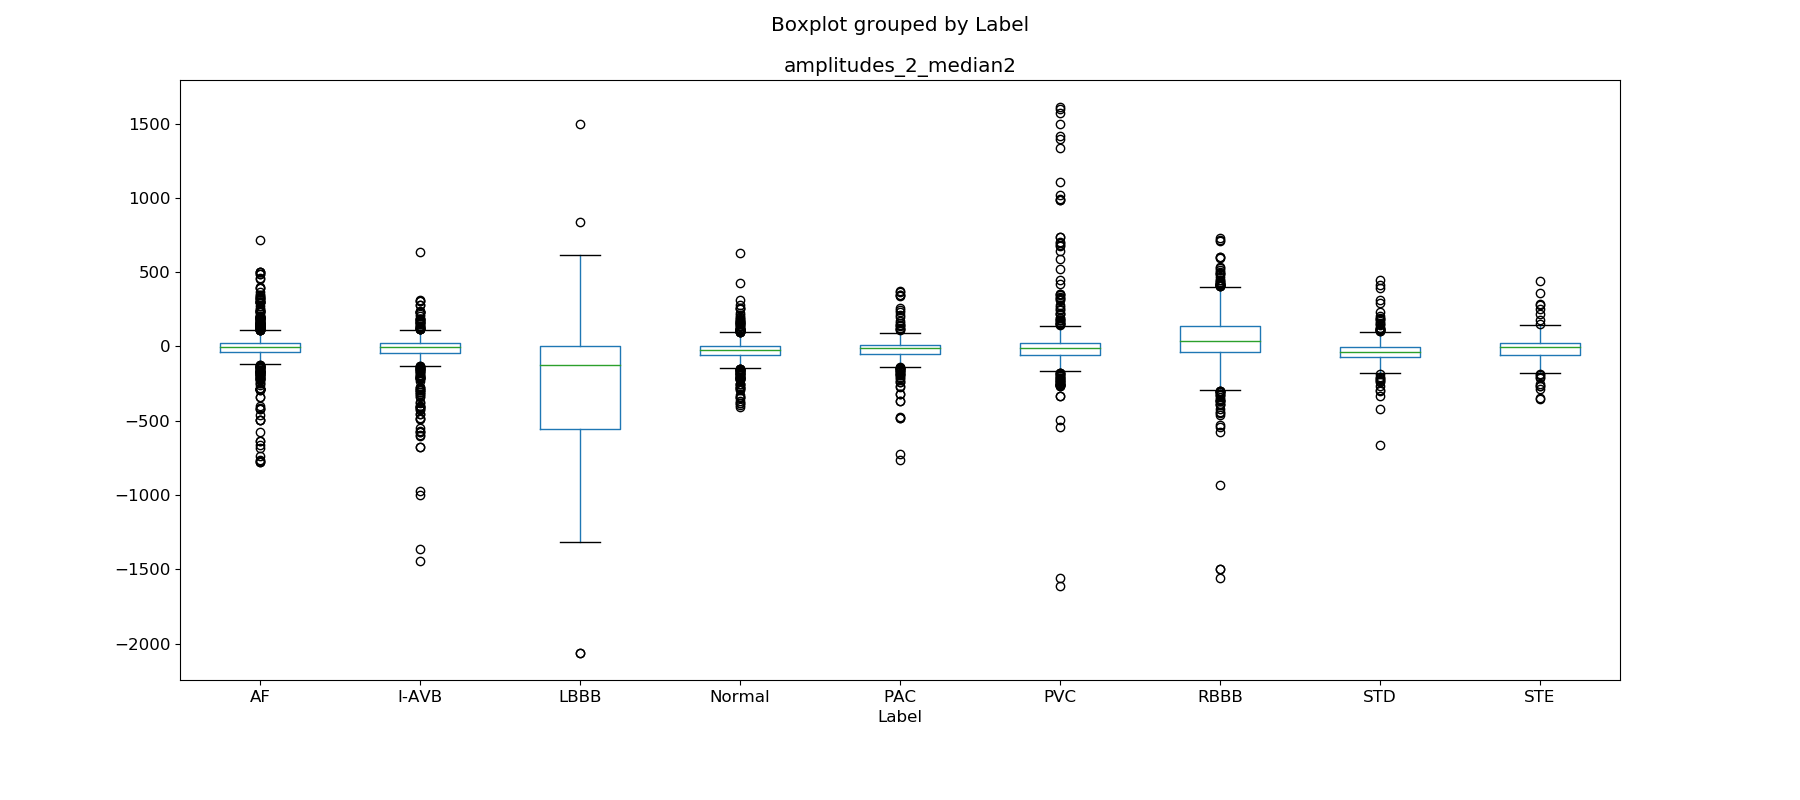 Boxplot grouped by Label
amplitudes_2_median2
1500
1000
500
0
−500
−1000
−1500
−2000
AF I-AVB LBBB Normal PAC PVC RBBB STD STE
Label